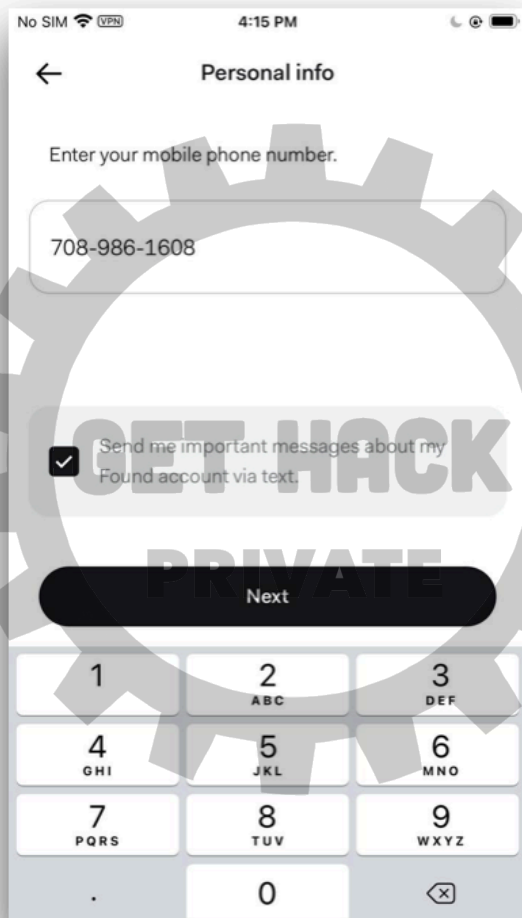 No SIM VPN 4:15 PM
Personal info
Enter your mobile phone number.
708-986-1608
Send me important messages about my
Found account via text.
GET HACK
PRIVATE
Next
1 2 3
ABC DEF
4 5 6
GHI JKL MNO
7 8 9
PQRS TUV WXYZ
. 0